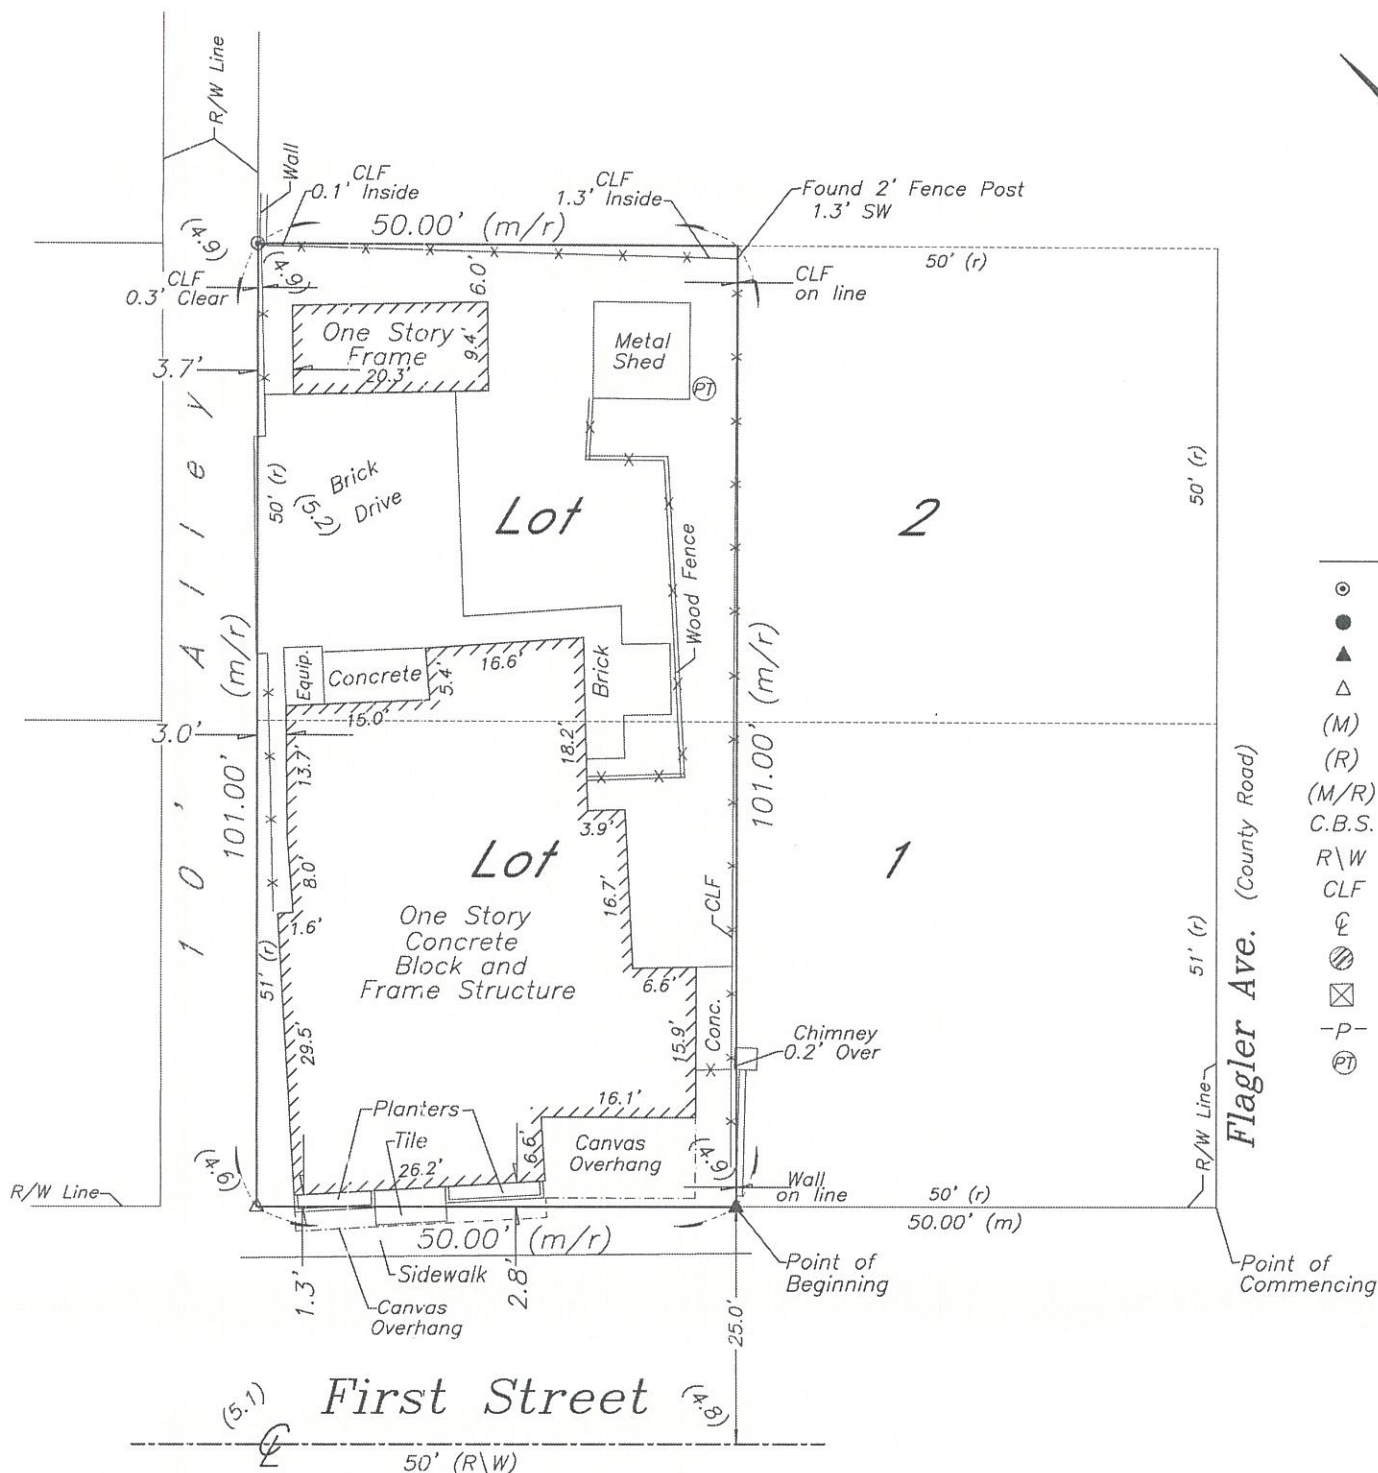 R/W Line
Wall
CLF
0.1' Inside
CLF
1.3' Inside
Found 2' Fence Post
1.3' SW
50.00' (m/r)
50' (r)
(4.9)
(4.9)
CLF
0.3' Clear
6.0'
CLF
on line
One Story
Frame
20.3'
9.4'
Metal
Shed
PT
3.7'
10' Alley
50' (r)
(5.2)
Brick
Drive
Lot
2
50' (r)
Wood Fence
101.00' (m/r)
101.00' (m/r)
Equip.
Concrete
16.6'
5.4'
15.0'
Brick
18.2'
3.0'
13.7'
3.9'
8.0'
1.6'
16.7'
Lot
1
CLF
One Story
Concrete
Block and
Frame Structure
6.6'
51' (r)
51' (r)
29.5'
15.9'
Conc.
Chimney
0.2' Over
Flagler Ave. (County Road)
R/W Line
16.1'
Planters
Tile
26.2'
6.6'
Canvas
Overhang
(4.9)
(4.9)
Wall
on line
R/W Line
50' (r)
50.00' (m)
50.00' (m/r)
Sidewalk
Canvas
Overhang
1.3'
2.8'
Point of
Beginning
Point of
Commencing
25.0'
(5.1)
First Street
(4.8)
℄
50' (R\W)
(M)
(R)
(M/R)
C.B.S.
R\W
CLF
℄
-P-
PT